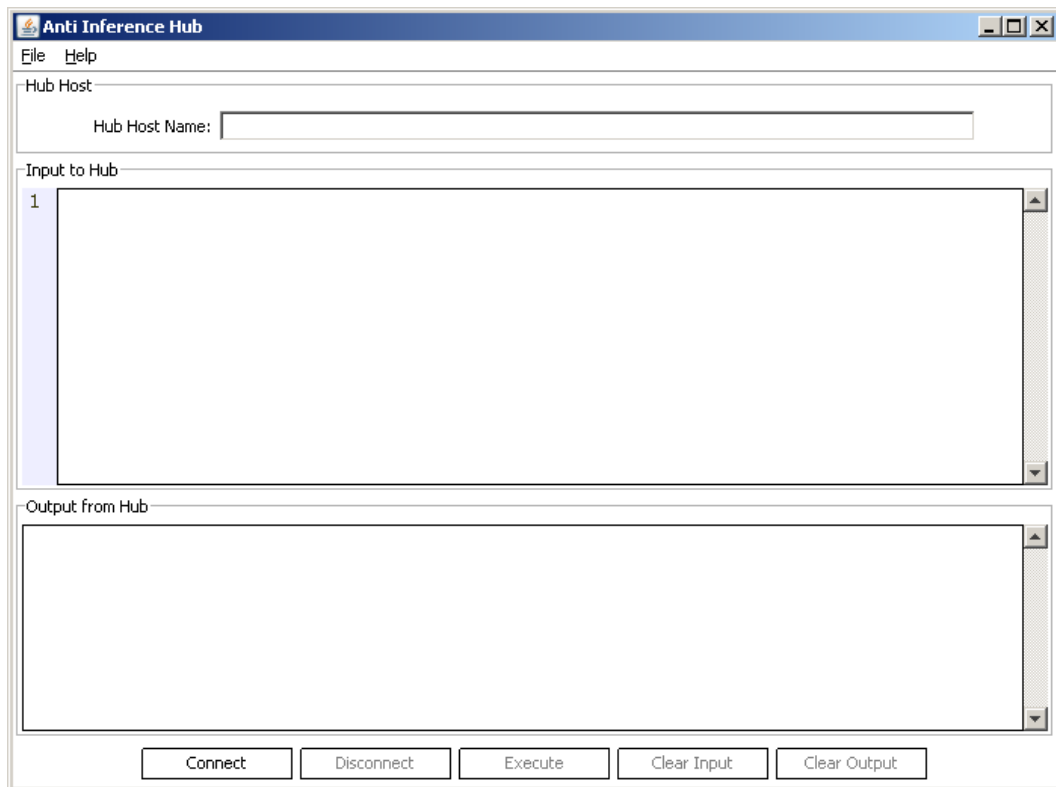 Anti Inference Hub
File Help
Hub Host
Hub Host Name:
Input to Hub
1
Output from Hub
Connect Disconnect Execute Clear Input Clear Output